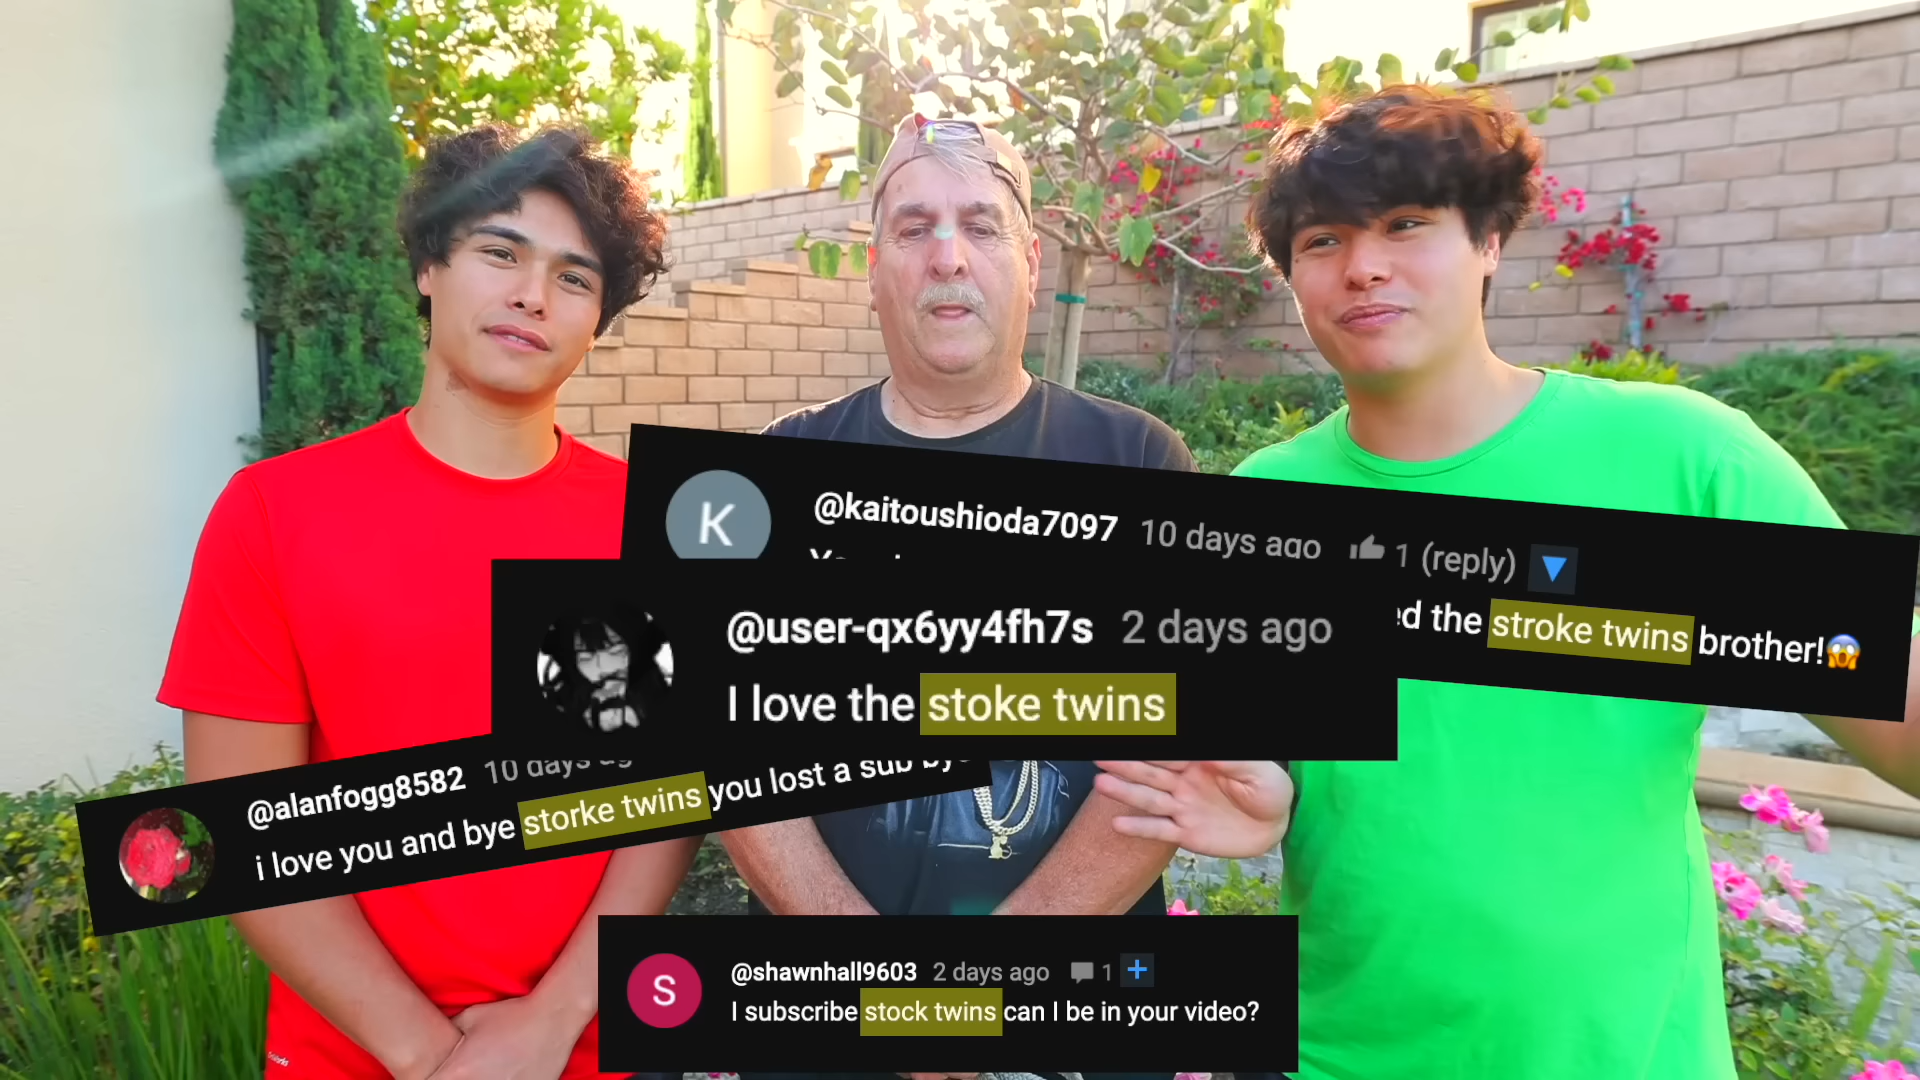 K
@kaitoushioda7097 10 days ago 1 (reply)
the stroke twins brother!😱
@user-qx6yy4fh7s 2 days ago
I love the stoke twins
@alanfogg8582 10 days
i love you and bye storke twins you lost a sub
S
@shawnhall9603 2 days ago 1 +
I subscribe stock twins can I be in your video?